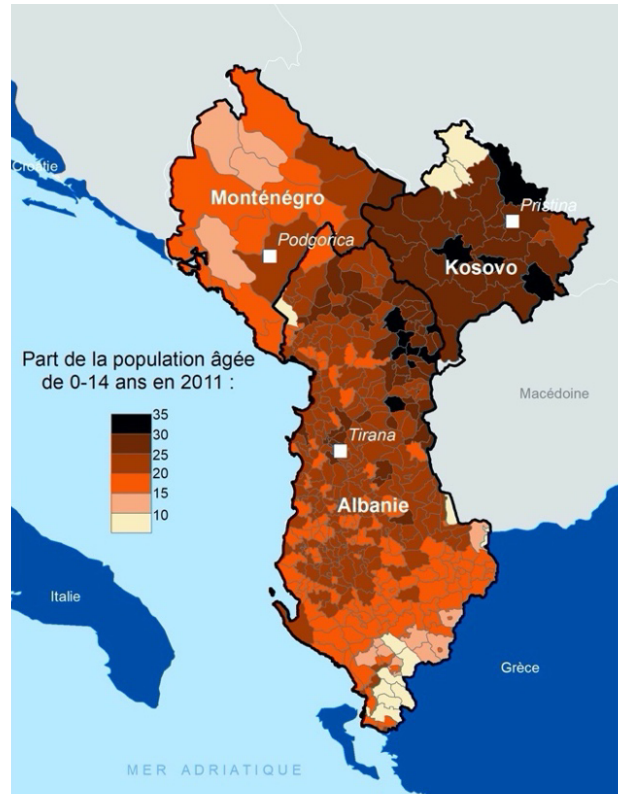 Croatie
Monténégro
Pristina
Podgorica
Kosovo
Part de la population âgée
de 0-14 ans en 2011 :
Macédoine
35
30
25
20
15
10
Tirana
Albanie
Italie
Grèce
MER ADRIATIQUE